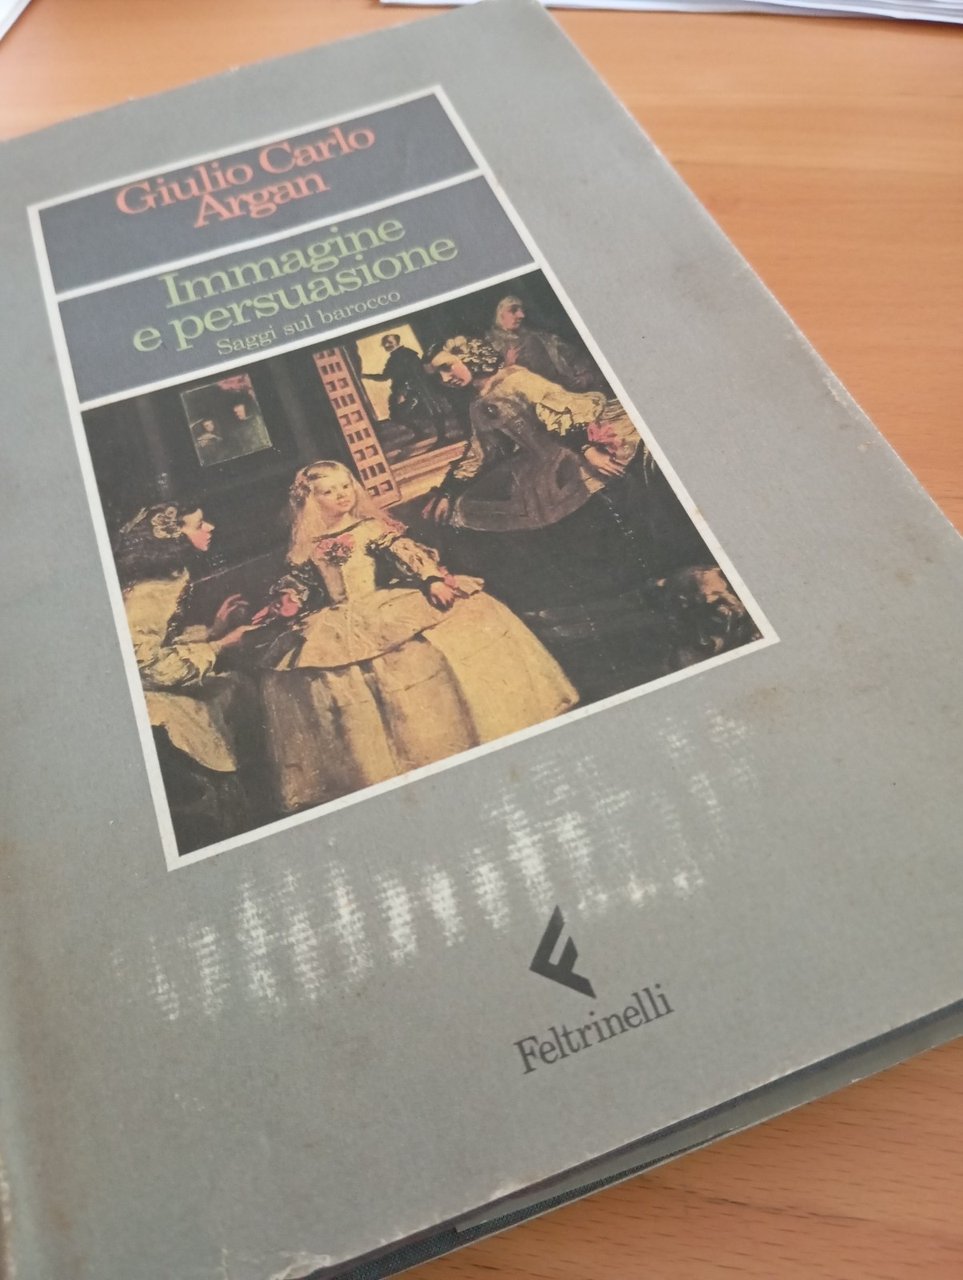 Giulio Carlo
Argan
Immagine
e persuasione
Saggi sul barocco
Feltrinelli